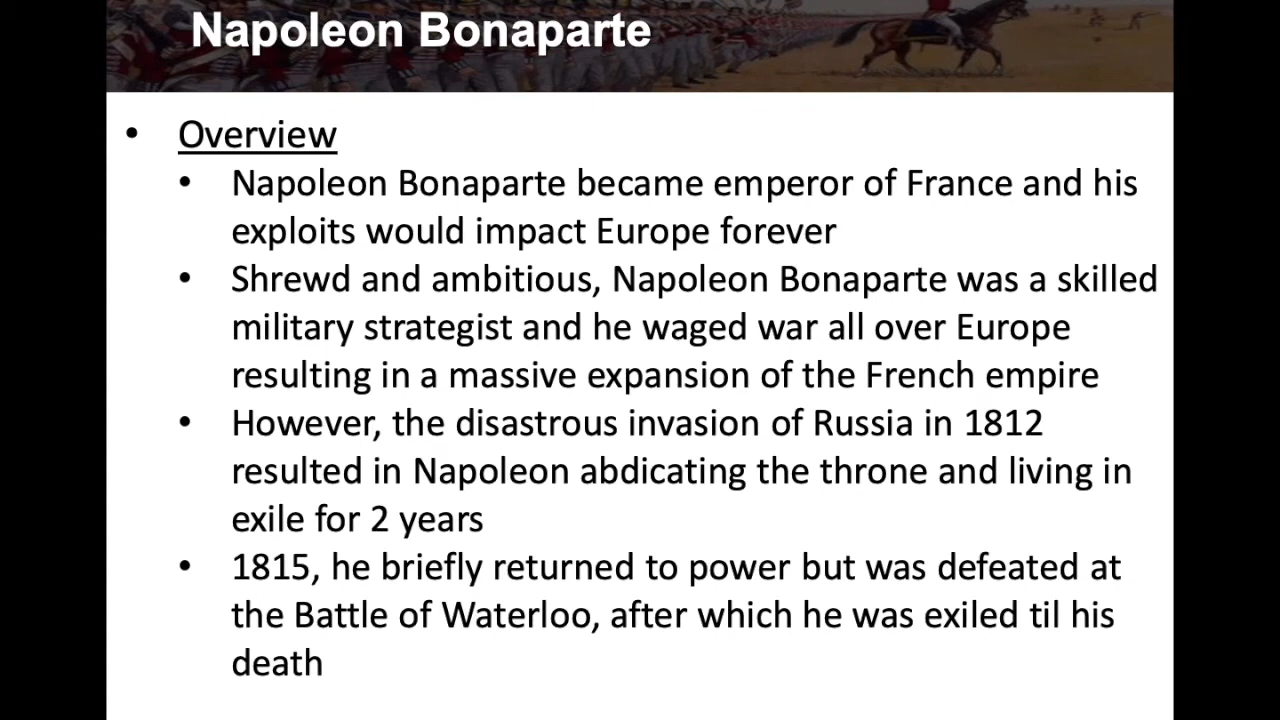 Napoleon Bonaparte
• Overview
• Napoleon Bonaparte became emperor of France and his
exploits would impact Europe forever
• Shrewd and ambitious, Napoleon Bonaparte was a skilled
military strategist and he waged war all over Europe
resulting in a massive expansion of the French empire
• However, the disastrous invasion of Russia in 1812
resulted in Napoleon abdicating the throne and living in
exile for 2 years
• 1815, he briefly returned to power but was defeated at
the Battle of Waterloo, after which he was exiled til his
death